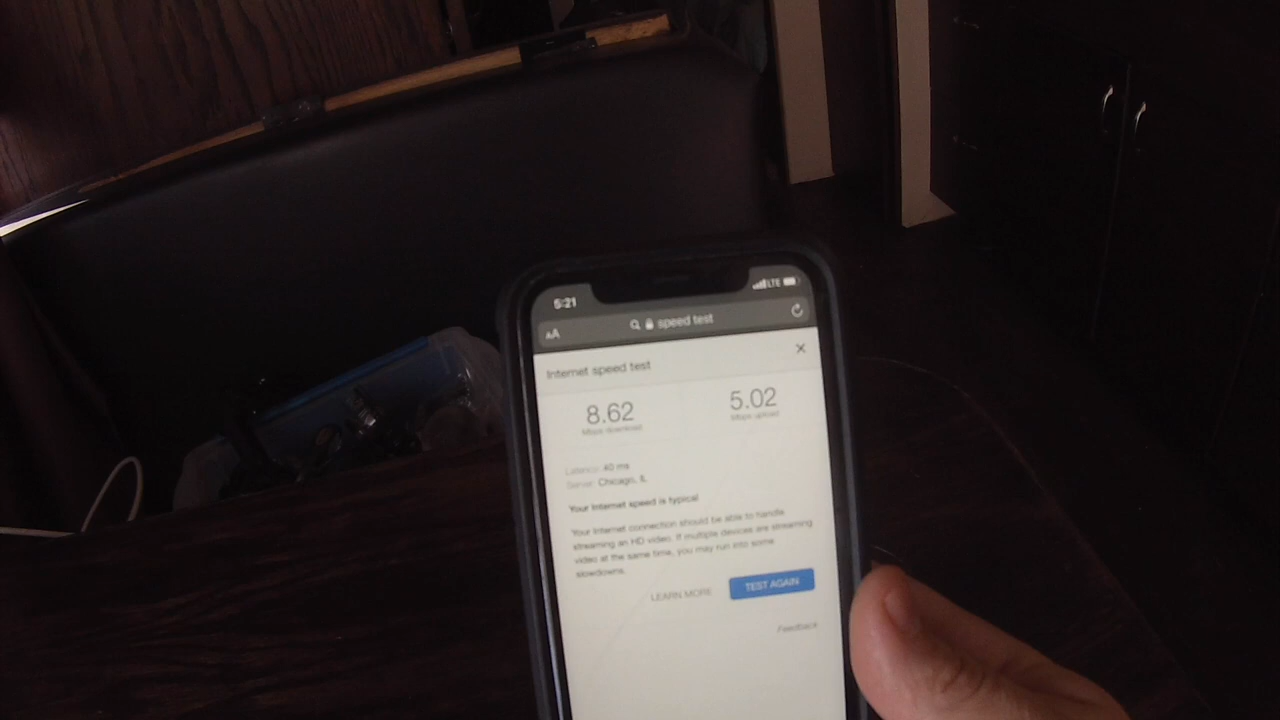 5:21
LTE
AA speed test
Internet speed test
8.62 5.02
Mbps download Mbps upload
Latency: 40 ms
Server: Chicago, IL
Your Internet speed is typical
Your Internet connection should be able to handle
streaming an HD video. If multiple devices are streaming
video at the same time, you may run into some
slowdowns.
LEARN MORE TEST AGAIN
Feedback